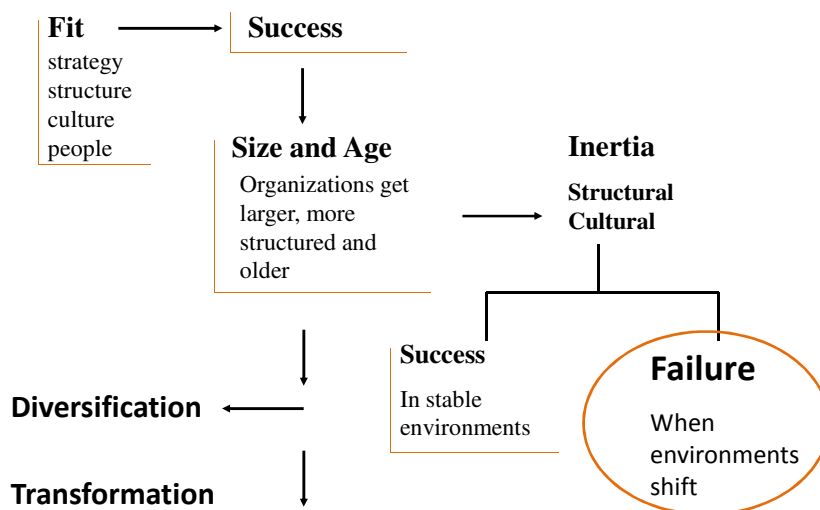 Fit
strategy
structure
culture
people
Success
Size and Age
Organizations get
larger, more
structured and
older
Inertia
Structural
Cultural
Success
In stable
environments
Failure
When
environments
shift
Diversification
Transformation